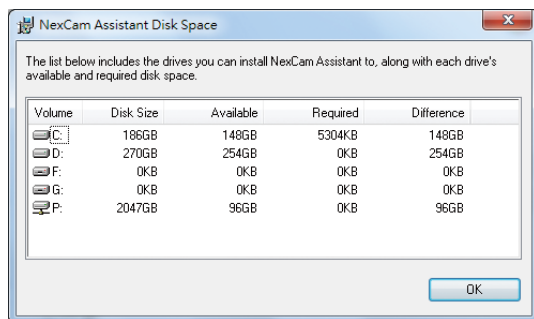 NexCam Assistant Disk Space
The list below includes the drives you can install NexCam Assistant to, along with each drive's
available and required disk space.
Volume Disk Size Available Required Difference
C: 186GB 148GB 5304KB 148GB
D: 270GB 254GB 0KB 254GB
F: 0KB 0KB 0KB 0KB
G: 0KB 0KB 0KB 0KB
P: 2047GB 96GB 0KB 96GB
OK